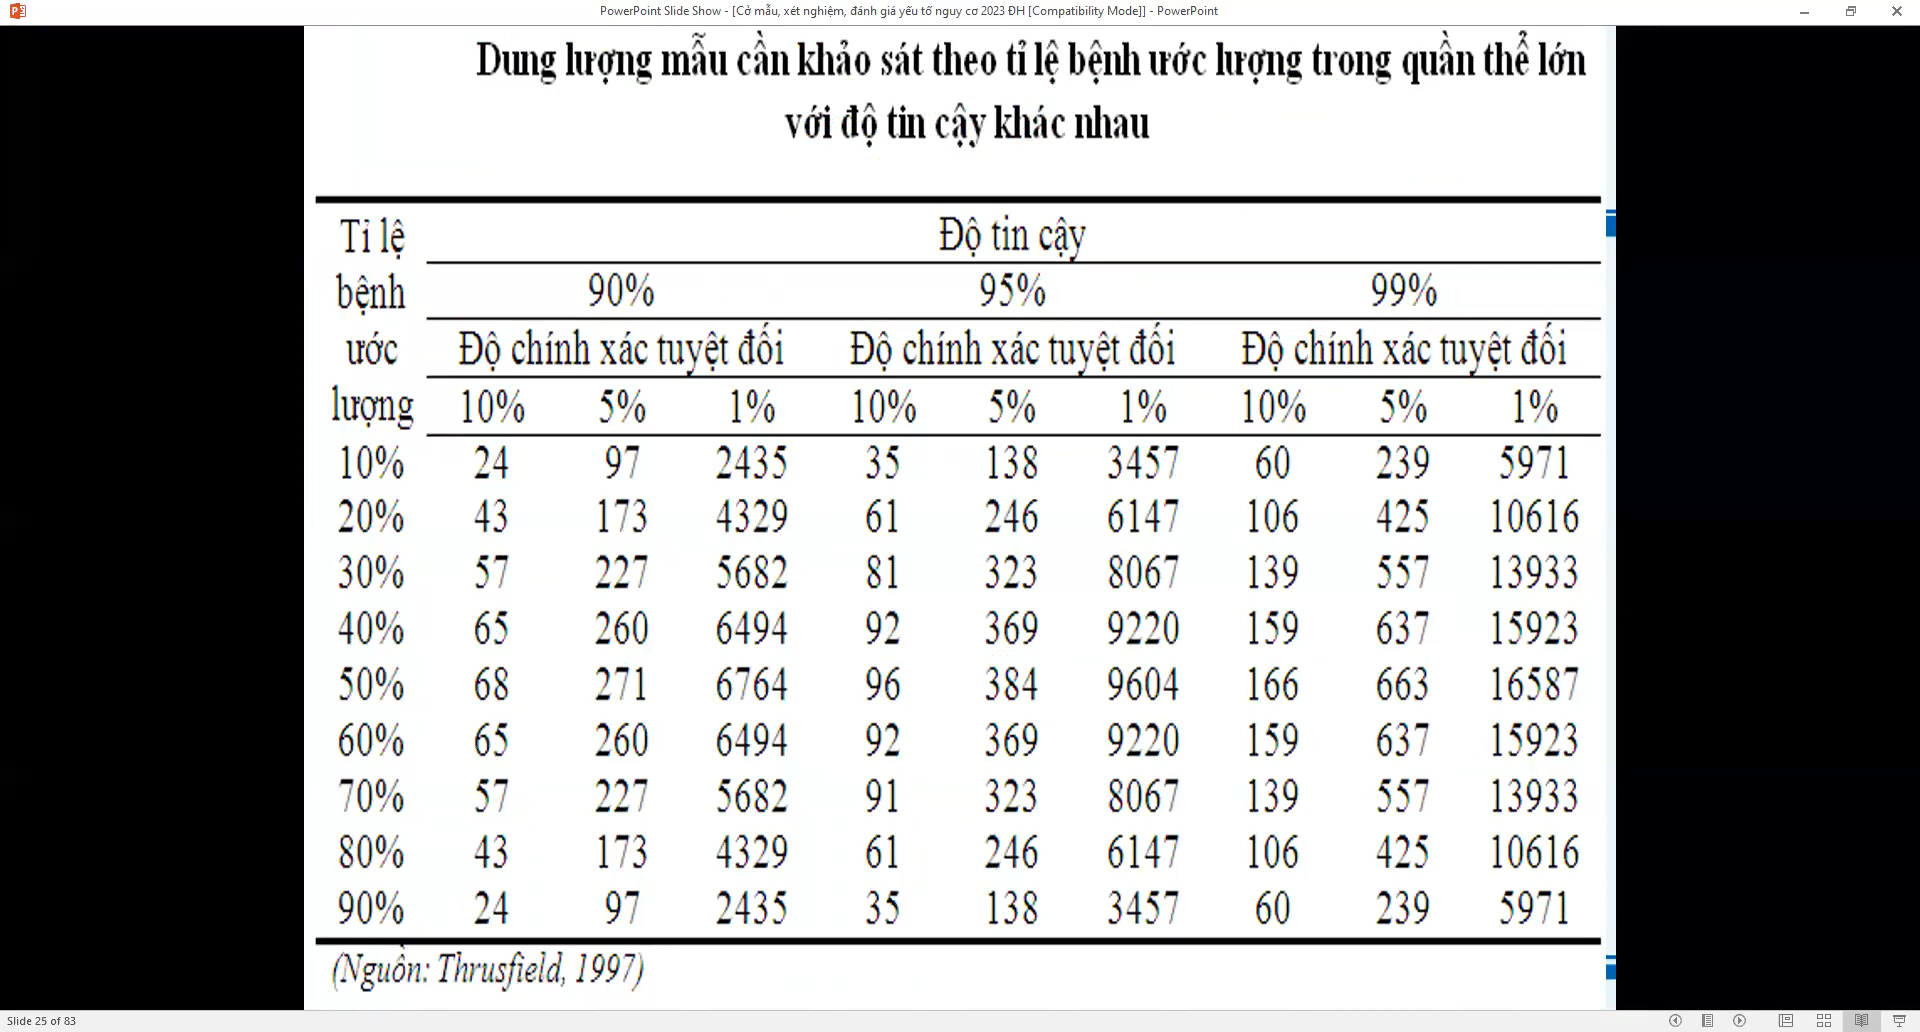 PowerPoint Slide Show - [Cở mẫu, xét nghiệm, đánh giá yếu tố nguy cơ 2023 ĐH [Compatibility Mode]] - PowerPoint
Dung lượng mẫu cần khảo sát theo tỉ lệ bệnh ước lượng trong quần thể lớn
với độ tin cậy khác nhau
Tỉ lệ bệnh ước lượng
Độ tin cậy
90% 95% 99%
Độ chính xác tuyệt đối Độ chính xác tuyệt đối Độ chính xác tuyệt đối
10% 5% 1% 10% 5% 1% 10% 5% 1%
10% 24 97 2435 35 138 3457 60 239 5971
20% 43 173 4329 61 246 6147 106 425 10616
30% 57 227 5682 81 323 8067 139 557 13933
40% 65 260 6494 92 369 9220 159 637 15923
50% 68 271 6764 96 384 9604 166 663 16587
60% 65 260 6494 92 369 9220 159 637 15923
70% 57 227 5682 91 323 8067 139 557 13933
80% 43 173 4329 61 246 6147 106 425 10616
90% 24 97 2435 35 138 3457 60 239 5971
(Nguồn: Thrusfield, 1997)
Slide 25 of 83